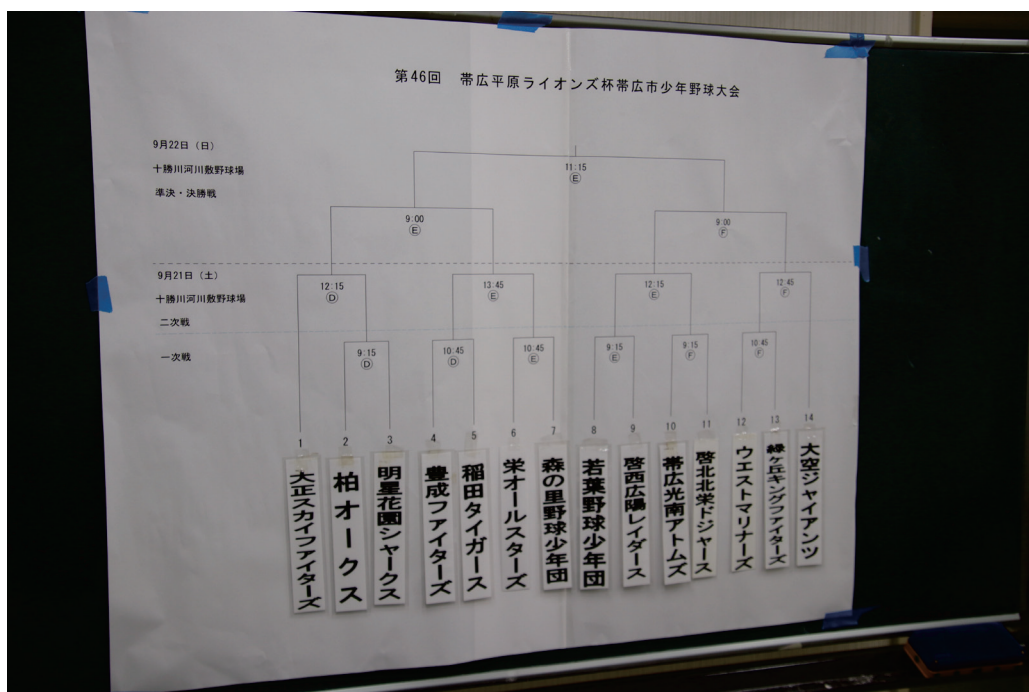 第46回 帯広平原ライオンズ杯帯広市少年野球大会
9月22日（日）
十勝川河川敷野球場
準決・決勝戦
11:15
Ⓔ
9:00
Ⓔ
9:00
Ⓕ
9月21日（土）
十勝川河川敷野球場
二次戦
12:15
Ⓓ
13:45
Ⓔ
12:15
Ⓔ
12:45
Ⓕ
一次戦
9:15
Ⓓ
10:45
Ⓓ
10:45
Ⓔ
9:15
Ⓔ
9:15
Ⓕ
10:45
Ⓕ
1
大正スカイファイターズ
2
柏オークス
3
明星花園シャークス
4
豊成ファイターズ
5
稲田タイガース
6
栄オールスターズ
7
森の里野球少年団
8
若葉野球少年団
9
啓西広陽レイダース
10
帯広光南アトムズ
11
啓北北栄ドジャース
12
ウエストマリナーズ
13
緑ヶ丘キングファイターズ
14
大空ジャイアンツ